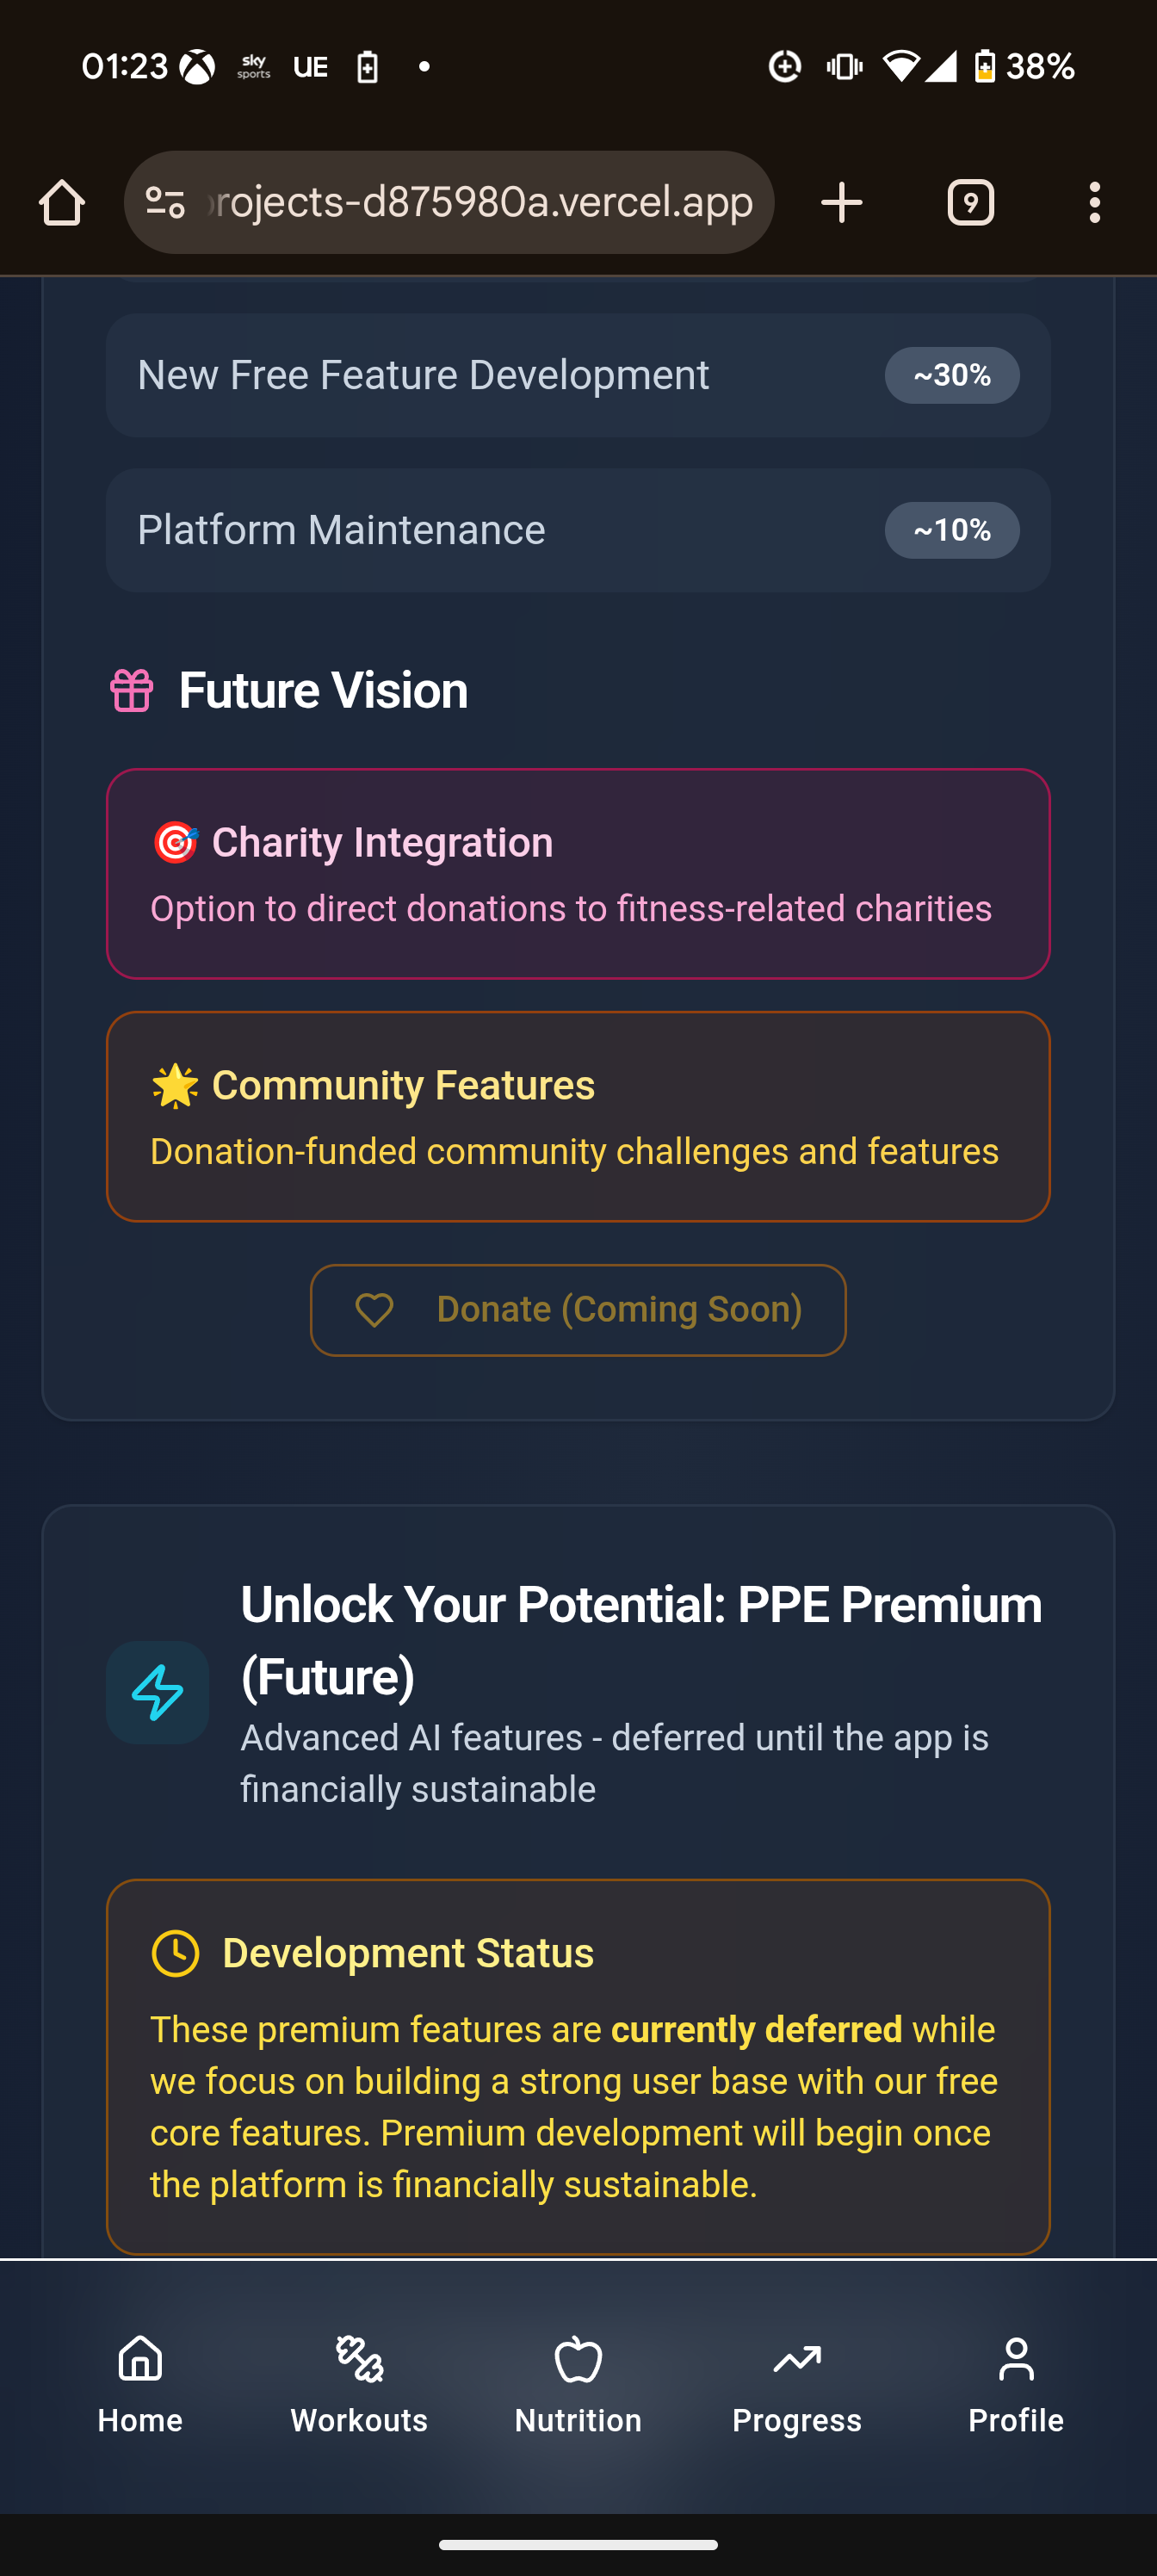 01:23 sky sports UE 38%
rojects-d875980a.vercel.app 9
New Free Feature Development ~30%
Platform Maintenance ~10%
Future Vision
🎯 Charity Integration
Option to direct donations to fitness-related charities
🌟 Community Features
Donation-funded community challenges and features
Donate (Coming Soon)
Unlock Your Potential: PPE Premium
(Future)
Advanced AI features - deferred until the app is
financially sustainable
Development Status
These premium features are currently deferred while
we focus on building a strong user base with our free
core features. Premium development will begin once
the platform is financially sustainable.
Home Workouts Nutrition Progress Profile